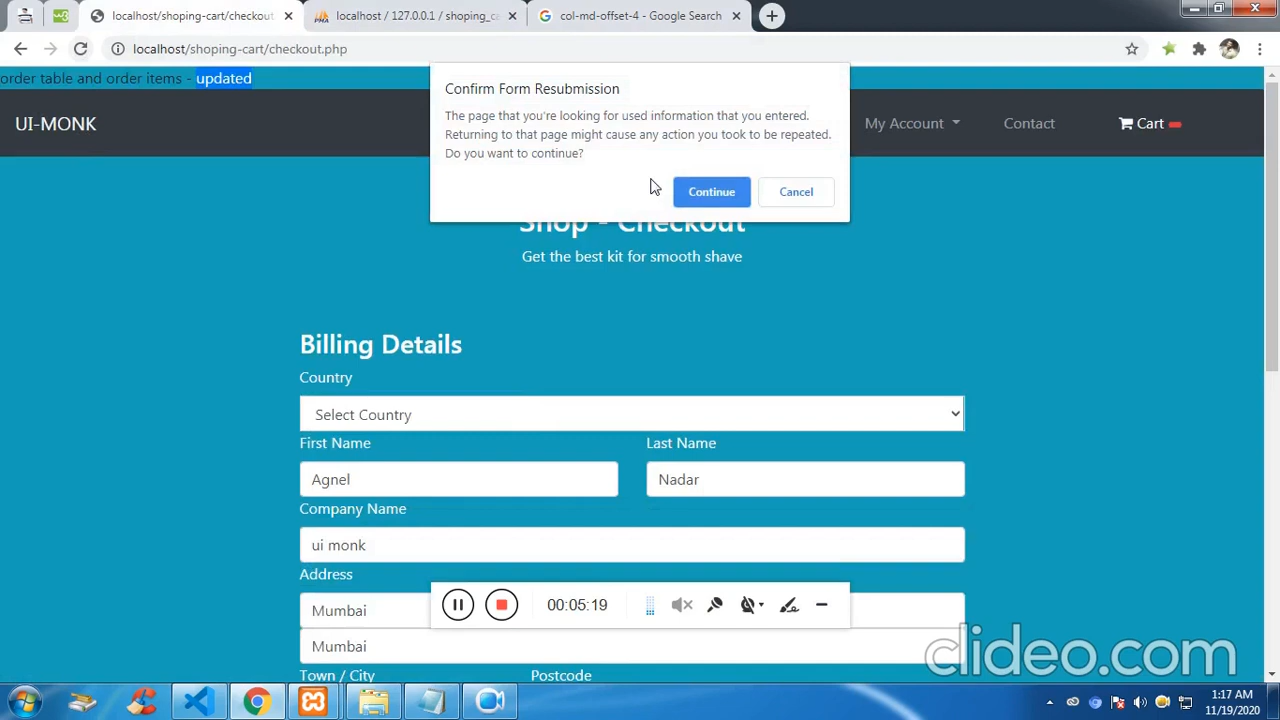 localhost/shoping-cart/checkout
localhost / 127.0.0.1 / shoping_c
col-md-offset-4 - Google Search
localhost/shoping-cart/checkout.php
order table and order items - updated
Confirm Form Resubmission
The page that you're looking for used information that you entered.
Returning to that page might cause any action you took to be repeated.
Do you want to continue?
Continue
Cancel
UI-MONK
My Account
Contact
Cart
Shop - Checkout
Get the best kit for smooth shave
Billing Details
Country
Select Country
First Name
Last Name
Agnel
Nadar
Company Name
ui monk
Address
Mumbai
00:05:19
Mumbai
Town / City
Postcode
clideo.com
1:17 AM
11/19/2020